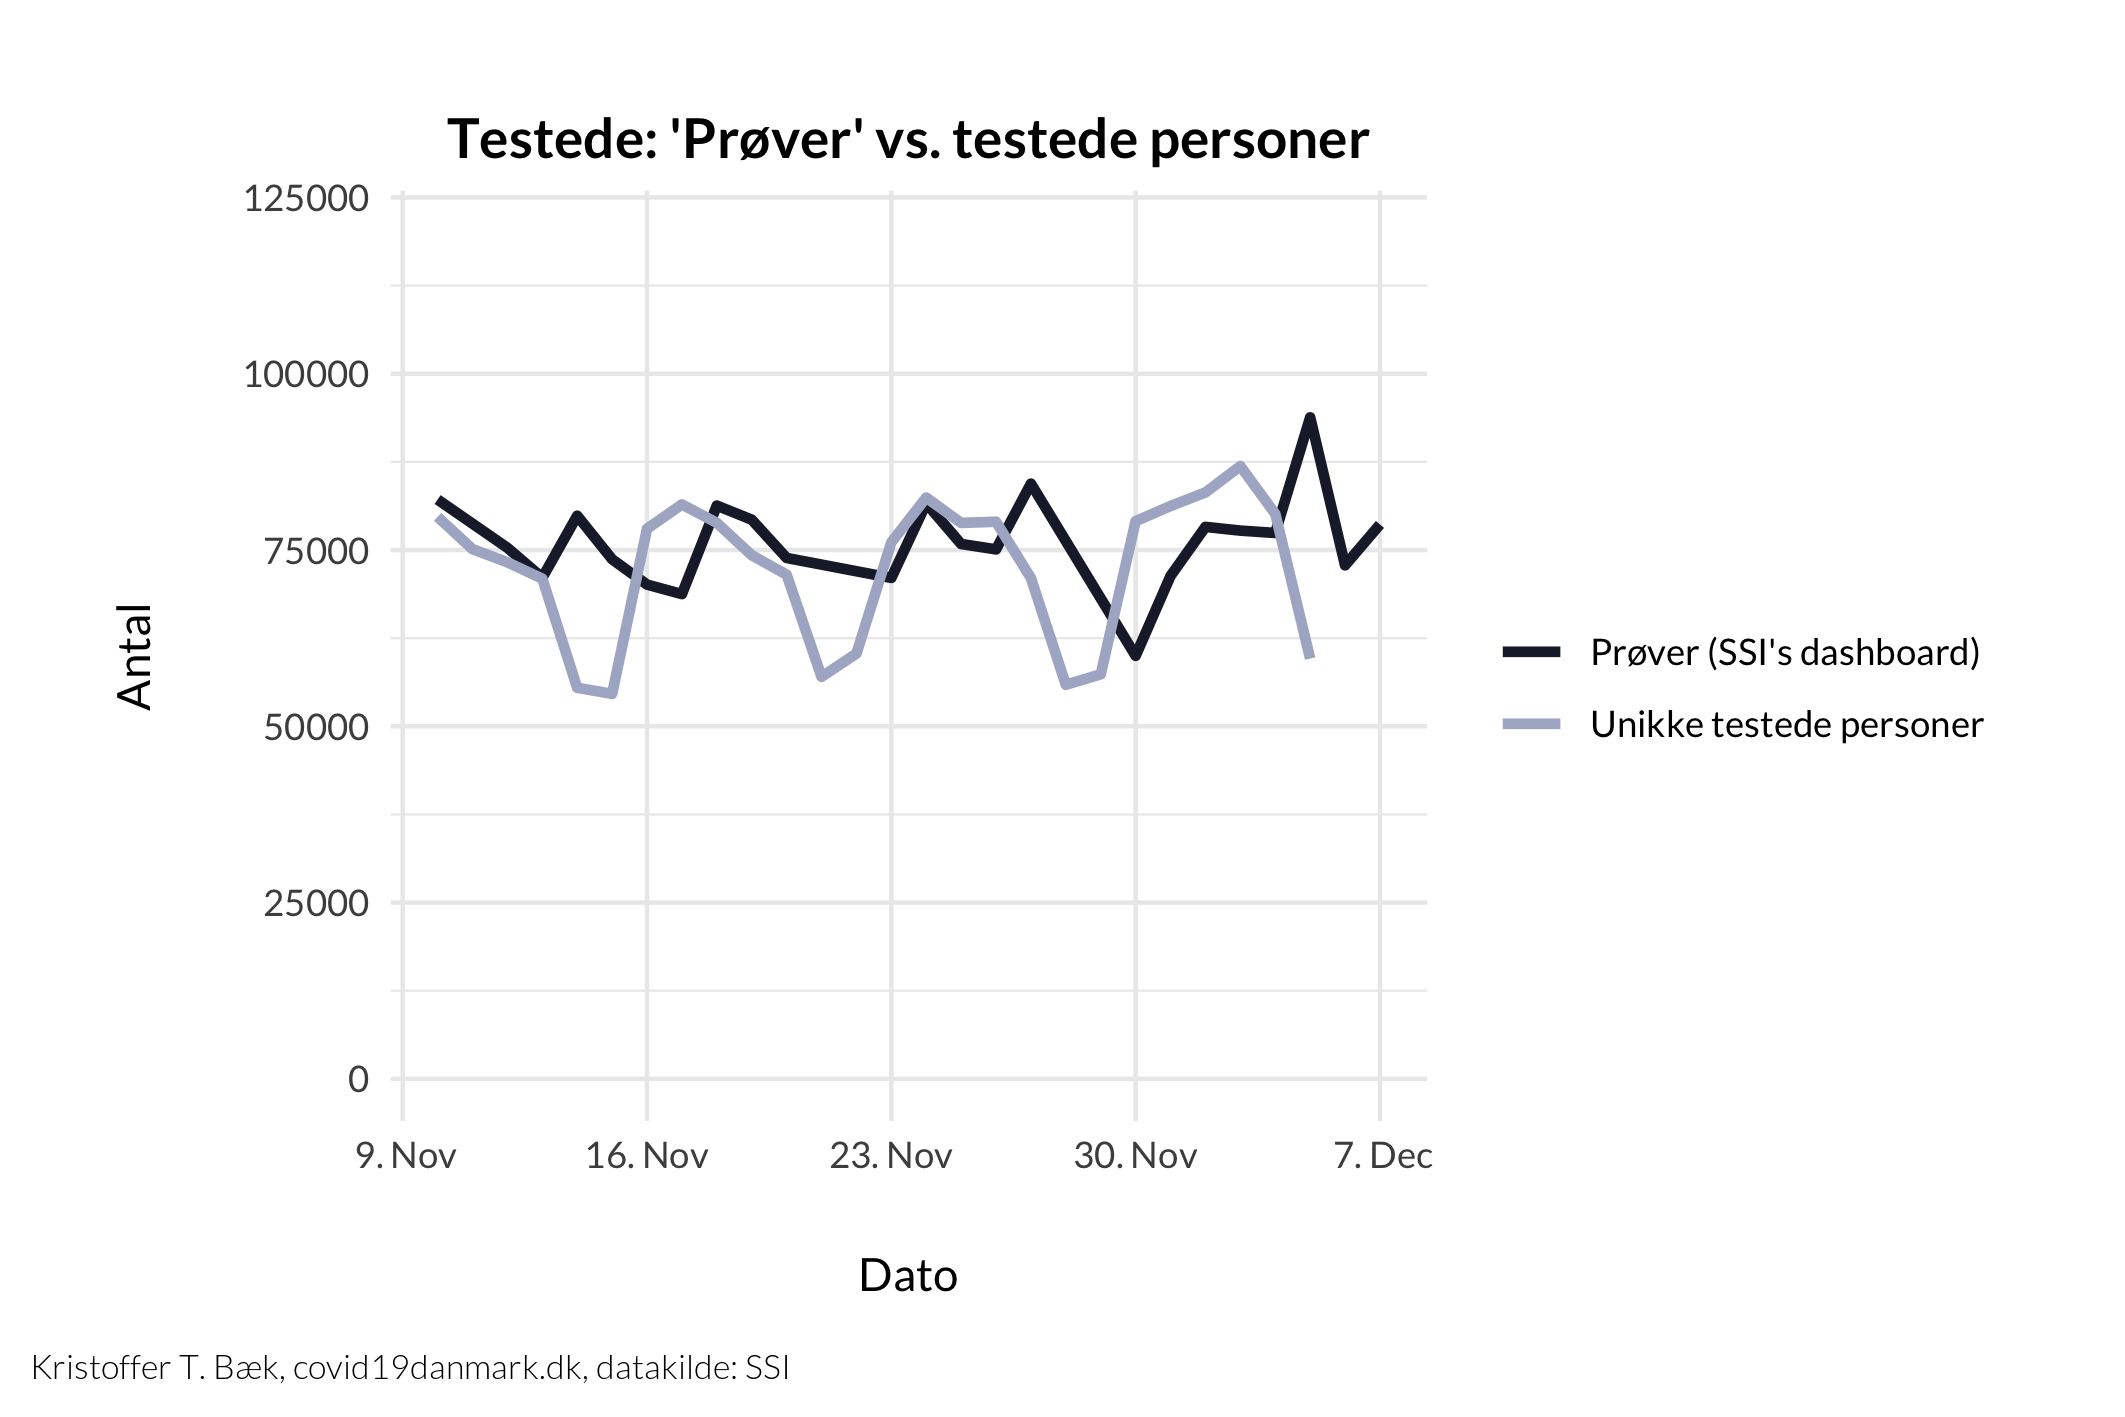 Testede: 'Prøver' vs. testede personer
125000
100000
75000
50000
25000
0
Antal
9. Nov
16. Nov
23. Nov
30. Nov
7. Dec
Dato
Prøver (SSI's dashboard)
Unikke testede personer
Kristoffer T. Bæk, covid19danmark.dk, datakilde: SSI